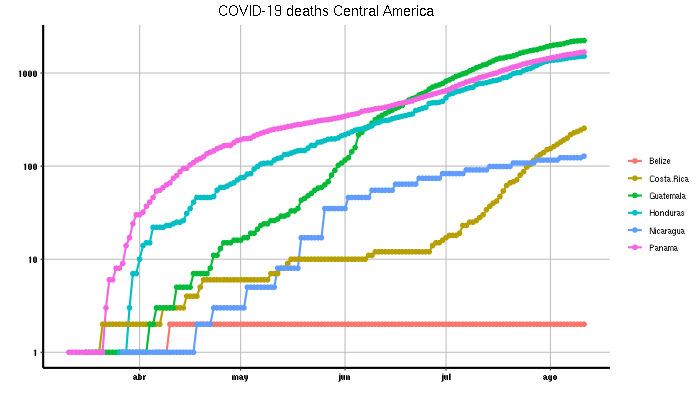 COVID-19 deaths Central America
1000
100
10
1
abr may jun jul ago
Belize
Costa.Rica
Guatemala
Honduras
Nicaragua
Panama